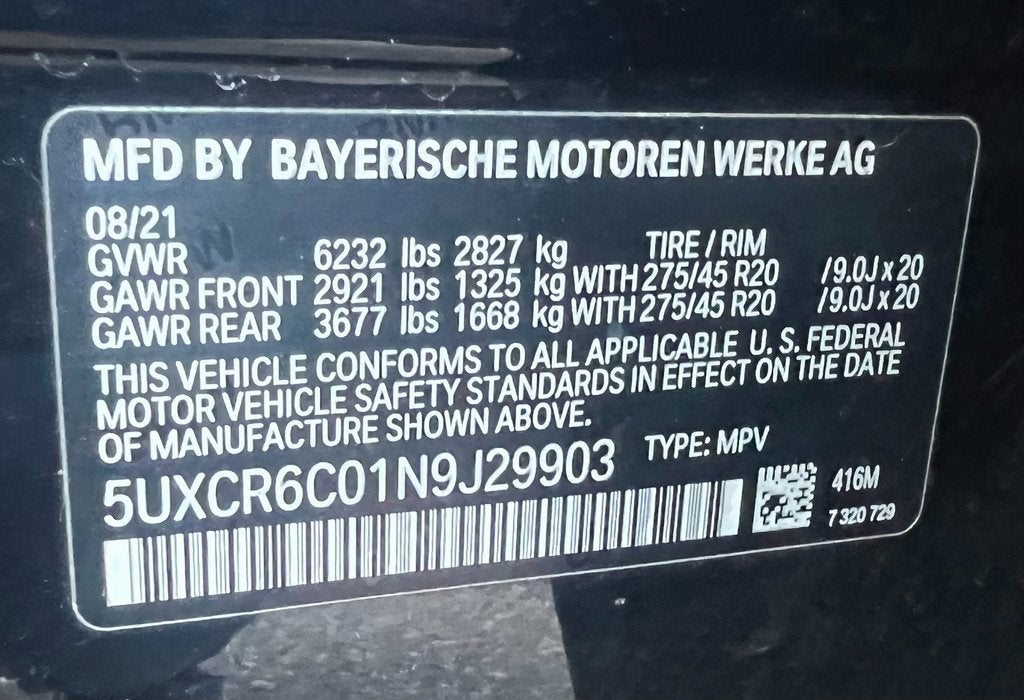 MFD BY BAYERISCHE MOTOREN WERKE AG
08/21
GVWR 6232 lbs 2827 kg TIRE / RIM
GAWR FRONT 2921 lbs 1325 kg WITH 275/45 R20 /9.0J x 20
GAWR REAR 3677 lbs 1668 kg WITH 275/45 R20 /9.0J x 20
THIS VEHICLE CONFORMS TO ALL APPLICABLE U. S. FEDERAL
MOTOR VEHICLE SAFETY STANDARDS IN EFFECT ON THE DATE
OF MANUFACTURE SHOWN ABOVE.
5UXCR6C01N9J29903 TYPE: MPV
416M
7 320 729